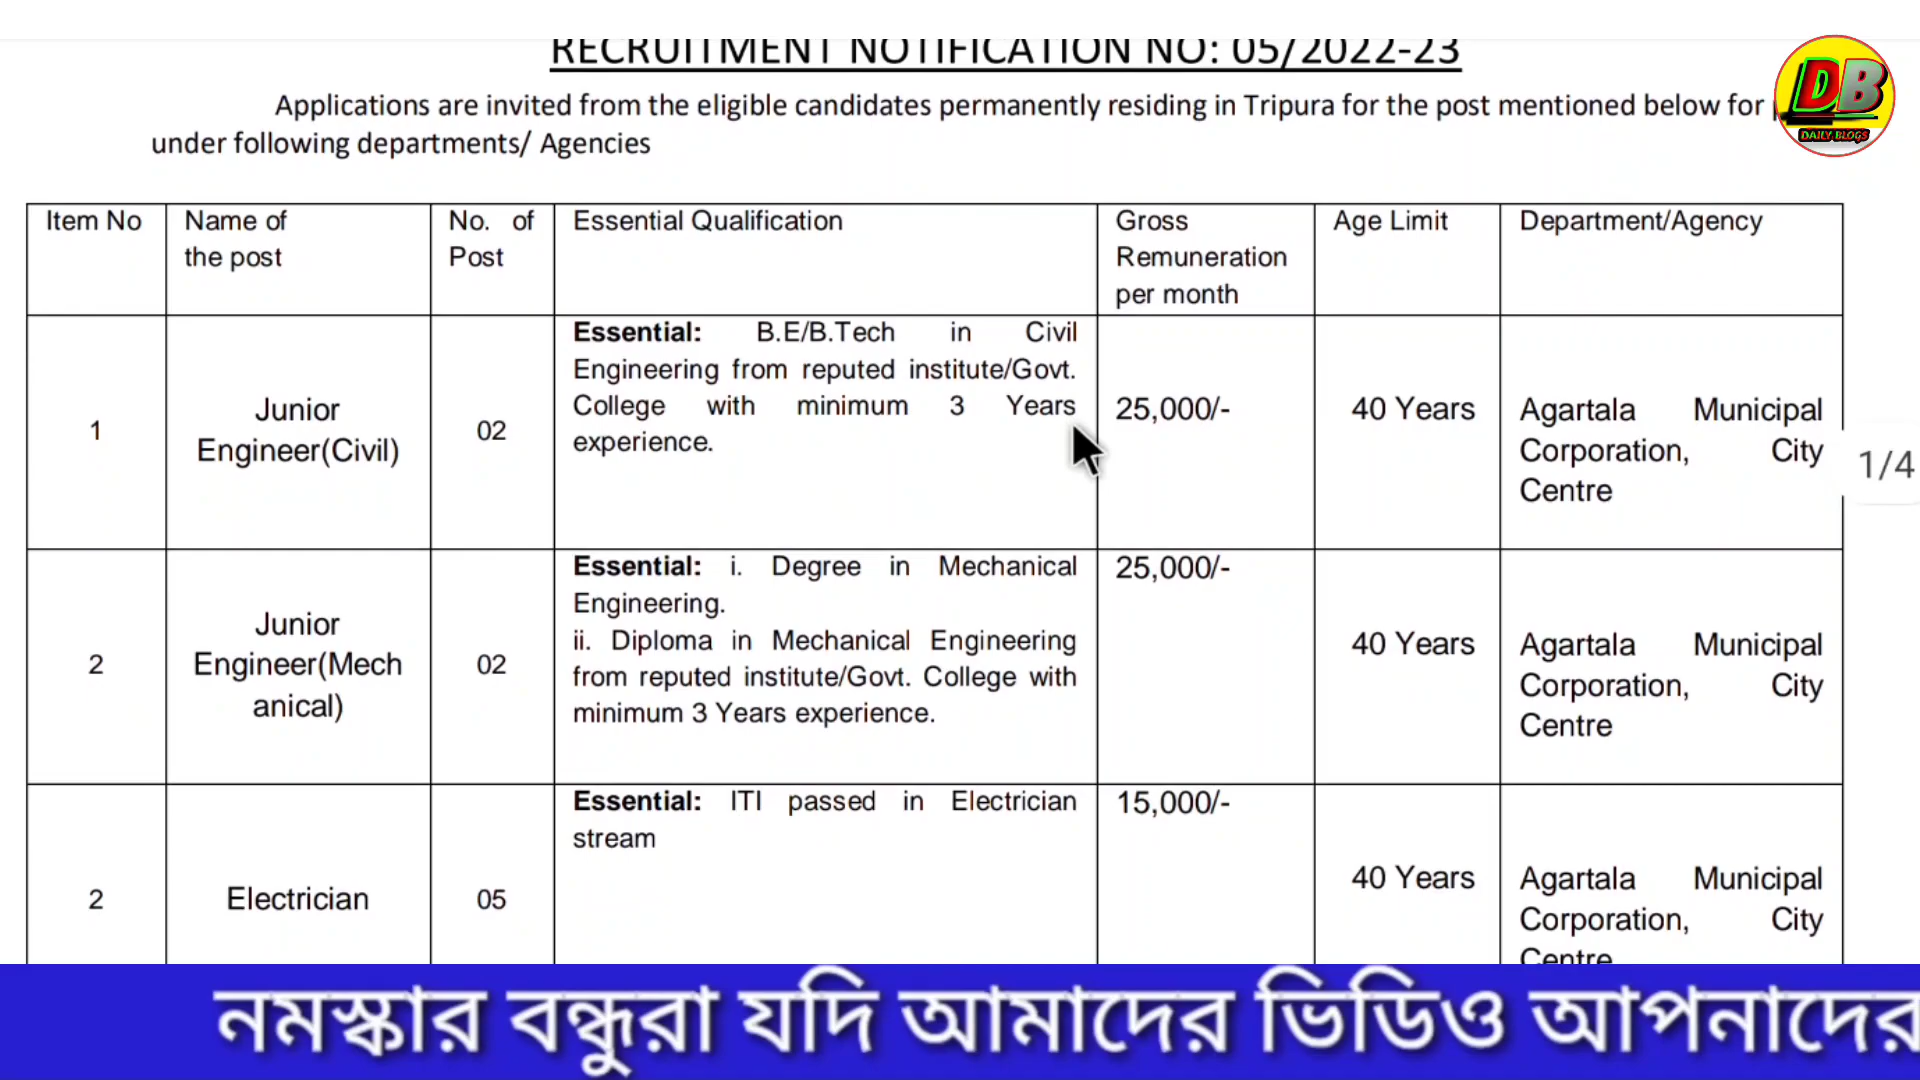 RECRUITMENT NOTIFICATION NO: 05/2022-23
Applications are invited from the eligible candidates permanently residing in Tripura for the post mentioned below for
under following departments/ Agencies
DB
DAILY BLOGS
Item No
Name of
the post
No. of
Post
Essential Qualification
Gross
Remuneration
per month
Age Limit
Department/Agency
1
Junior
Engineer(Civil)
02
Essential: B.E/B.Tech in Civil
Engineering from reputed institute/Govt.
College with minimum 3 Years
experience.
25,000/-
40 Years
Agartala Municipal
Corporation, City
Centre
1/4
2
Junior
Engineer(Mech
anical)
02
Essential: i. Degree in Mechanical
Engineering.
ii. Diploma in Mechanical Engineering
from reputed institute/Govt. College with
minimum 3 Years experience.
25,000/-
40 Years
Agartala Municipal
Corporation, City
Centre
2
Electrician
05
Essential: ITI passed in Electrician
stream
15,000/-
40 Years
Agartala Municipal
Corporation, City
Centre
নমস্কার বন্ধুরা যদি আমাদের ভিডিও আপনাদের